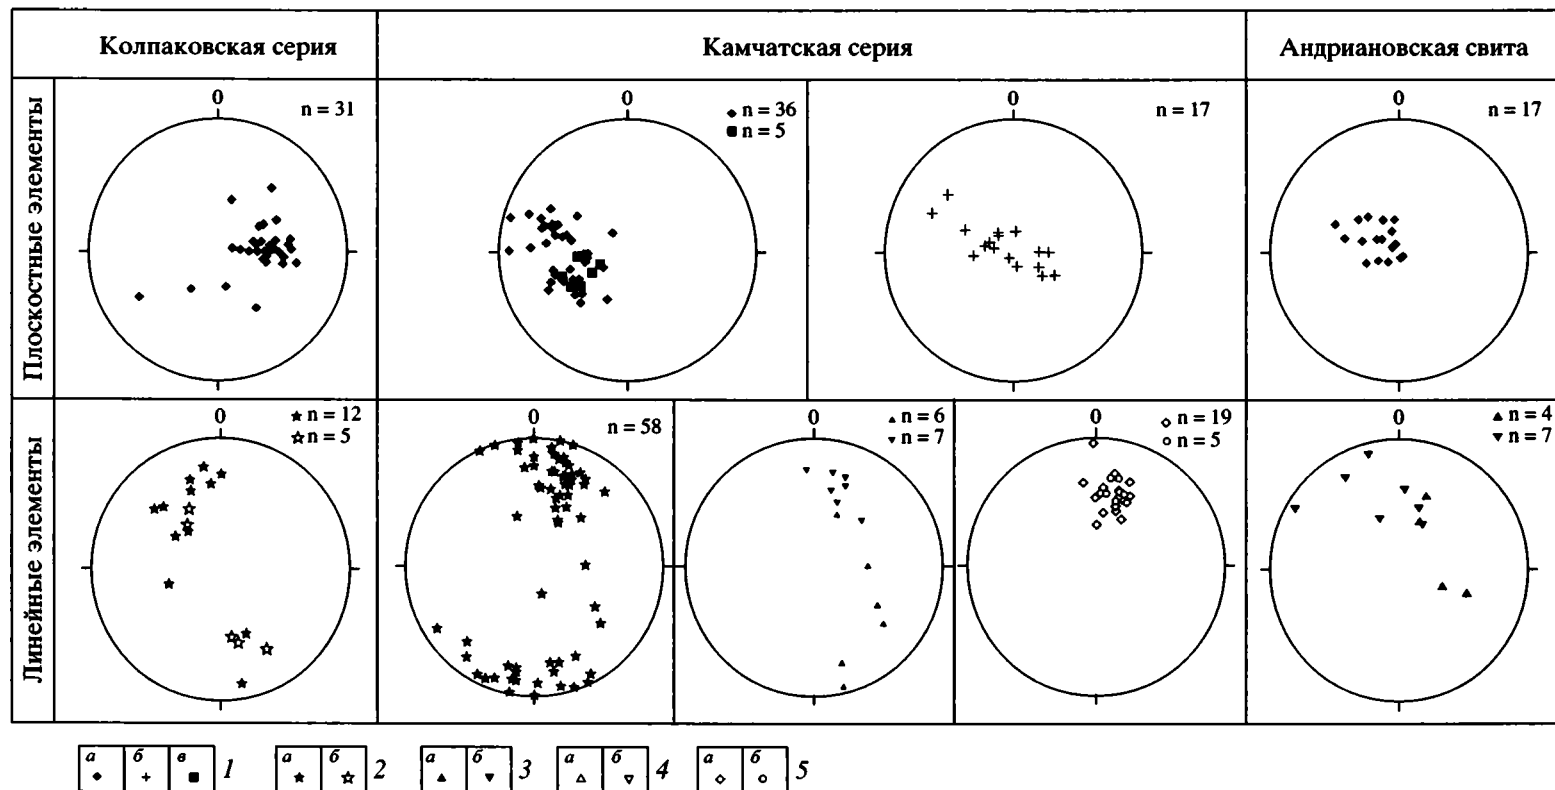 Колпаковская серия
Камчатская серия
Андриановская свита
Плоскостные элементы
0
n = 31
0
n = 36
n = 5
0
n = 17
0
n = 17
Линейные элементы
0
n = 12
n = 5
0
n = 58
0
n = 6
n = 7
0
n = 19
n = 5
0
n = 4
n = 7
а б в 1 а б 2 а б 3 а б 4 а б 5